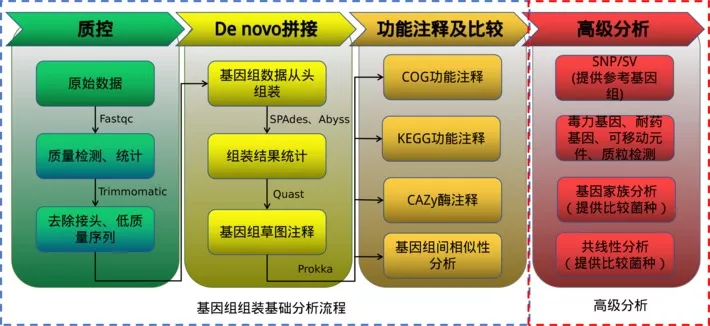 质控
De novo拼接
功能注释及比较
高级分析
原始数据
Fastqc
质量检测、统计
Trimmomatic
去除接头、低质
量序列
基因组数据从头
组装
SPAdes、Abyss
组装结果统计
Quast
基因组草图注释
Prokka
COG功能注释
KEGG功能注释
CAZy酶注释
基因组间相似性
分析
SNP/SV
(提供参考基因
组)
毒力基因、耐药
基因、可移动元
件、质粒检测
基因家族分析
（提供比较菌种）
共线性分析
（提供比较菌种）
基因组组装基础分析流程
高级分析